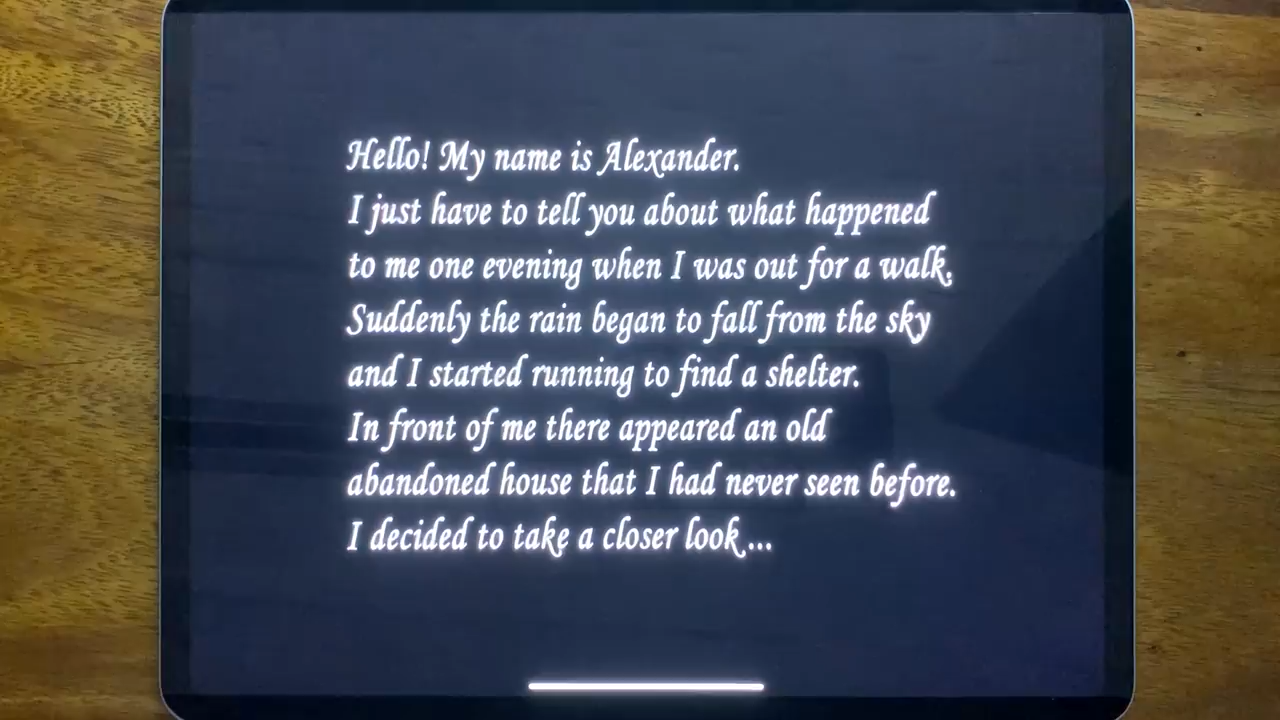 Hello! My name is Alexander.
I just have to tell you about what happened
to me one evening when I was out for a walk.
Suddenly the rain began to fall from the sky
and I started running to find a shelter.
In front of me there appeared an old
abandoned house that I had never seen before.
I decided to take a closer look...